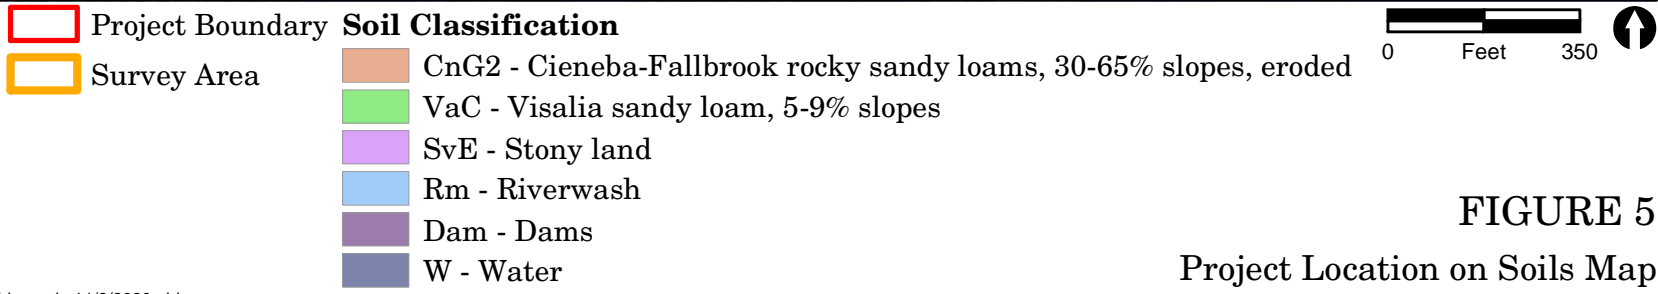 Project Boundary
Survey Area
Soil Classification
CnG2 - Cieneba-Fallbrook rocky sandy loams, 30-65% slopes, eroded
VaC - Visalia sandy loam, 5-9% slopes
SvE - Stony land
Rm - Riverwash
Dam - Dams
W - Water
0 Feet 350
FIGURE 5
Project Location on Soils Map